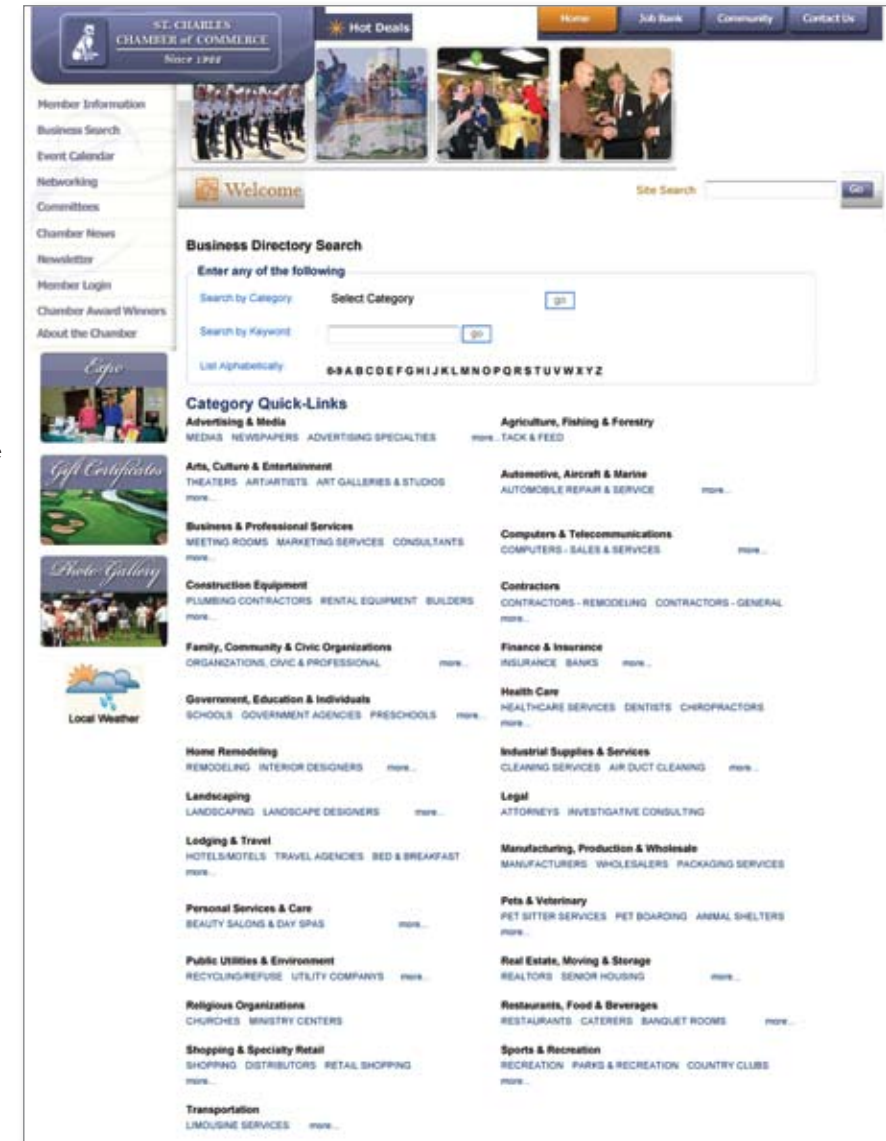 ST. CHARLES
CHAMBER of COMMERCE
Since 1988
Hot Deals
Home
Job Bank
Community
Contact Us
Member Information
Business Search
Event Calendar
Networking
Committees
Chamber News
Newsletter
Member Login
Chamber Award Winners
About the Chamber
Expo
Gift Certificates
Photo Gallery
Local Weather
Welcome
Site Search
Go
Business Directory Search
Enter any of the following
Search by Category
Select Category
go
Search by Keyword
go
List Alphabetically
0-9 A B C D E F G H I J K L M N O P Q R S T U V W X Y Z
Category Quick-Links
Advertising & Media
MEDIAS NEWSPAPERS ADVERTISING SPECIALTIES more...
Agriculture, Fishing & Forestry
TACK & FEED
Arts, Culture & Entertainment
THEATERS ART/ARTISTS ART GALLERIES & STUDIOS
more...
Automotive, Aircraft & Marine
AUTOMOBILE REPAIR & SERVICE more...
Business & Professional Services
MEETING ROOMS MARKETING SERVICES CONSULTANTS
more...
Computers & Telecommunications
COMPUTERS - SALES & SERVICES more...
Construction Equipment
PLUMBING CONTRACTORS RENTAL EQUIPMENT BUILDERS
more...
Contractors
CONTRACTORS - REMODELING CONTRACTORS - GENERAL
more...
Family, Community & Civic Organizations
ORGANIZATIONS, CIVIC & PROFESSIONAL more...
Finance & Insurance
INSURANCE BANKS more...
Government, Education & Individuals
SCHOOLS GOVERNMENT AGENCIES PRESCHOOLS more...
Health Care
HEALTHCARE SERVICES DENTISTS CHIROPRACTORS
more...
Home Remodeling
REMODELING INTERIOR DESIGNERS more...
Industrial Supplies & Services
CLEANING SERVICES AIR DUCT CLEANING more...
Landscaping
LANDSCAPING LANDSCAPE DESIGNERS more...
Legal
ATTORNEYS INVESTIGATIVE CONSULTING
Lodging & Travel
HOTELS/MOTELS TRAVEL AGENCIES BED & BREAKFAST
more...
Manufacturing, Production & Wholesale
MANUFACTURERS WHOLESALERS PACKAGING SERVICES
Personal Services & Care
BEAUTY SALONS & DAY SPAS more...
Pets & Veterinary
PET SITTER SERVICES PET BOARDING ANIMAL SHELTERS
more...
Public Utilities & Environment
RECYCLING/REFUSE UTILITY COMPANYS more...
Real Estate, Moving & Storage
REALTORS SENIOR HOUSING more...
Religious Organizations
CHURCHES MINISTRY CENTERS
Restaurants, Food & Beverages
RESTAURANTS CATERERS BANQUET ROOMS more...
Shopping & Specialty Retail
SHOPPING DISTRIBUTORS RETAIL SHOPPING
more...
Sports & Recreation
RECREATION PARKS & RECREATION COUNTRY CLUBS
more...
Transportation
LIMOUSINE SERVICES more...